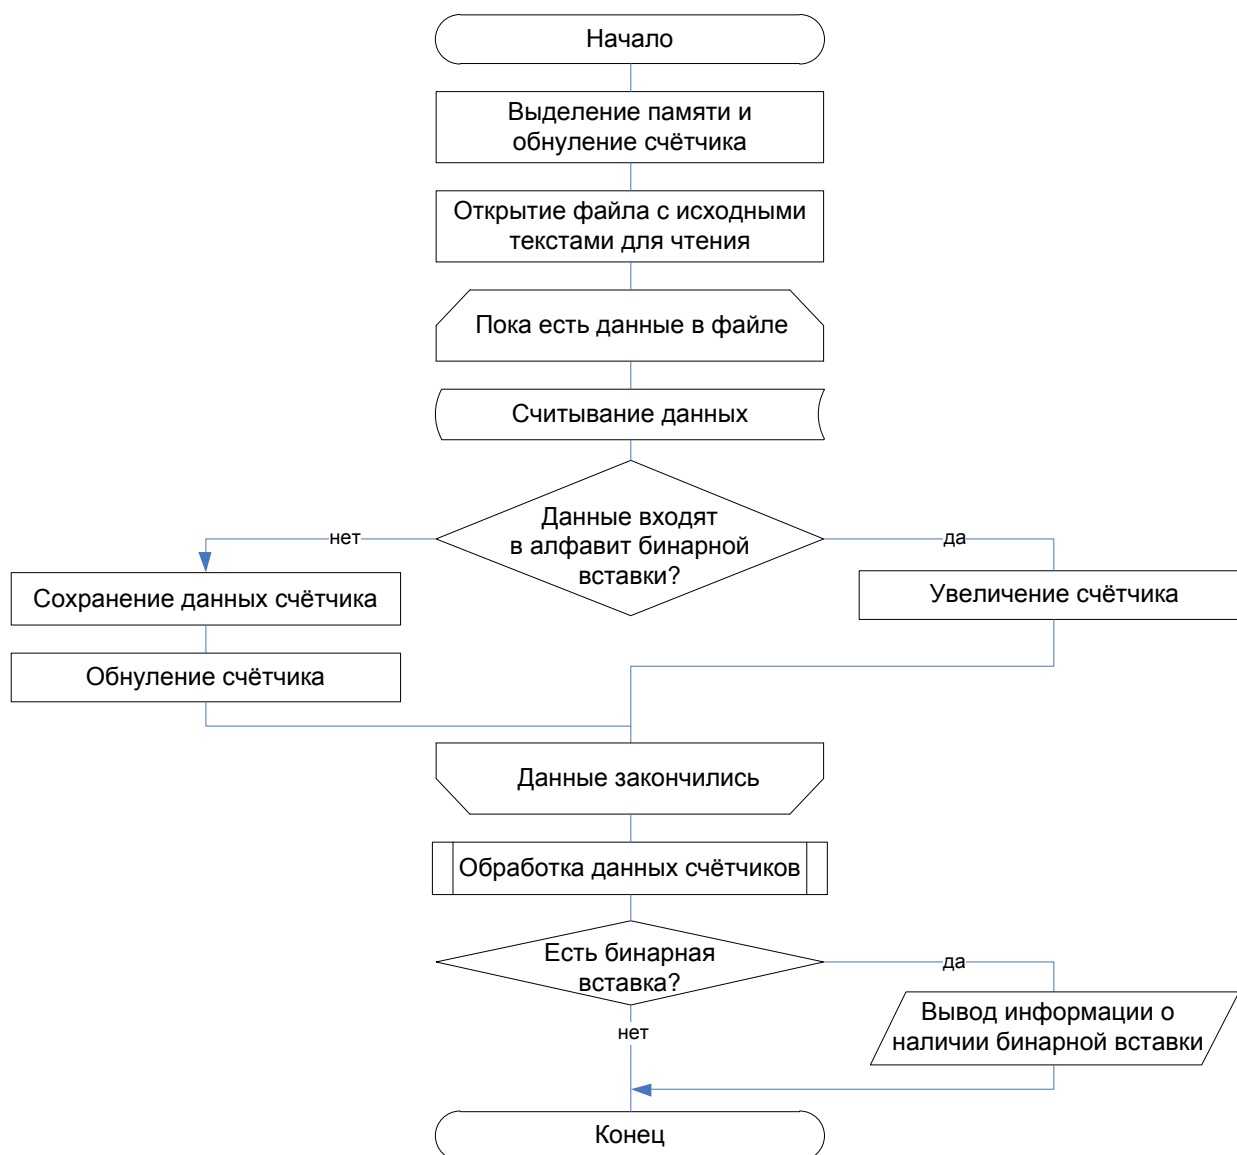 Начало
Выделение памяти и
обнуление счётчика
Открытие файла с исходными
текстами для чтения
Пока есть данные в файле
Считывание данных
Данные входят
в алфавит бинарной
вставки?
нет
да
Сохранение данных счётчика
Увеличение счётчика
Обнуление счётчика
Данные закончились
Обработка данных счётчиков
Есть бинарная
вставка?
да
нет
Вывод информации о
наличии бинарной вставки
Конец